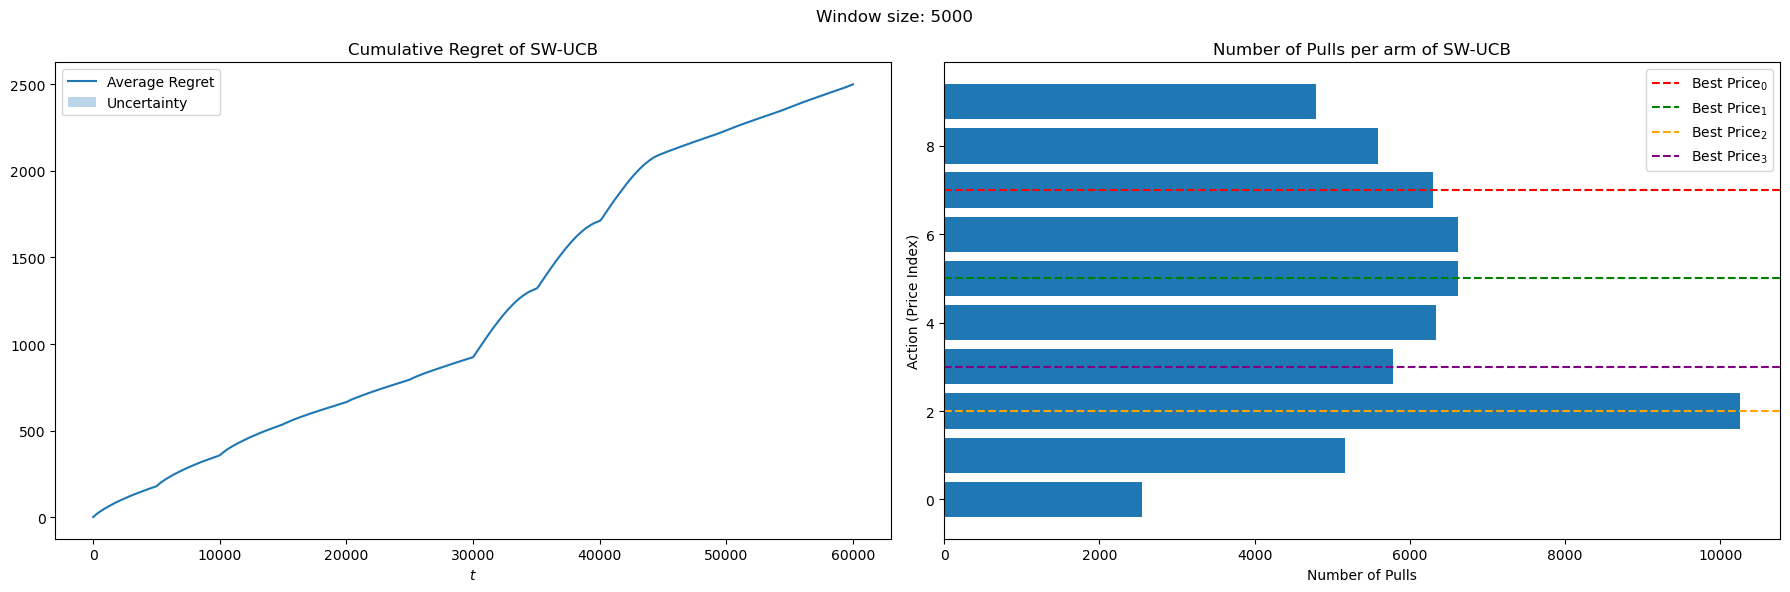 Window size: 5000
Cumulative Regret of SW-UCB
Average Regret
Uncertainty
2500
2000
1500
1000
500
0
0 10000 20000 30000 40000 50000 60000
t
Number of Pulls per arm of SW-UCB
Best Price₀
Best Price₁
Best Price₂
Best Price₃
Action (Price Index)
8
6
4
2
0
0 2000 4000 6000 8000 10000
Number of Pulls